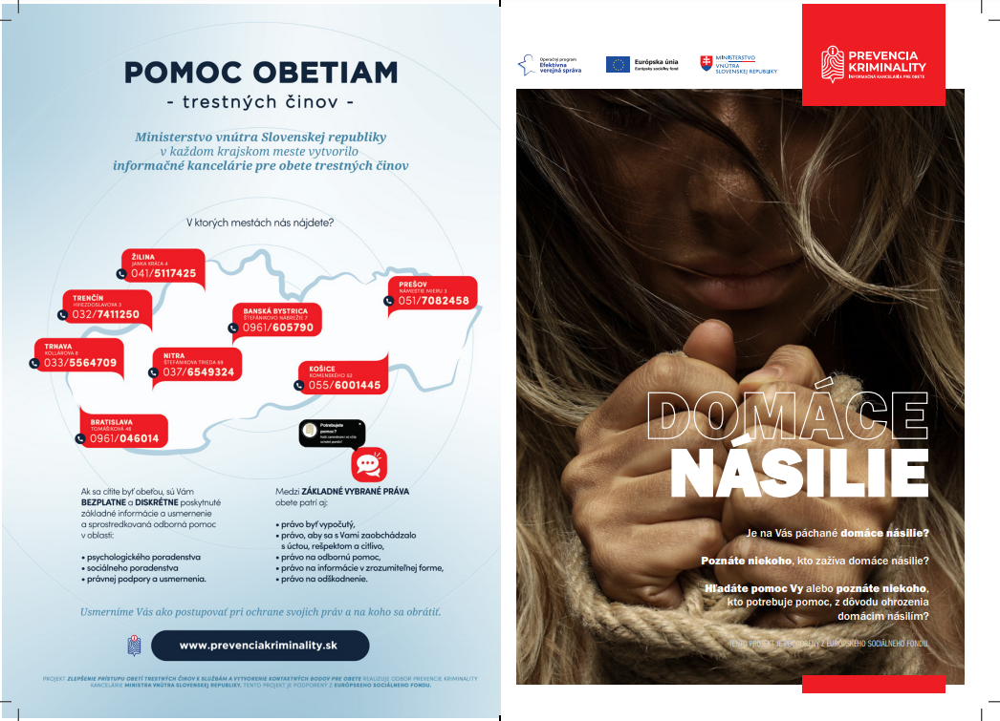 POMOC OBETIAM
- trestných činov -
Ministerstvo vnútra Slovenskej republiky
v každom krajskom meste vytvorilo
informačné kancelárie pre obete trestných činov
V ktorých mestách nás nájdete?
ŽILINA
JANKA KRÁĽA 4
041/5117425
TRENČÍN
HVIEZDOSLAVOVA 3
032/7411250
TRNAVA
KOLLÁROVA 8
033/5564709
NITRA
ŠTEFÁNIKOVA TRIEDA 69
037/6549324
BANSKÁ BYSTRICA
ŠTEFÁNIKOVO NÁBREŽIE 7
0961/605790
PREŠOV
NÁMESTIE MIERU 3
051/7082458
KOŠICE
KOMENSKÉHO 52
055/6001445
BRATISLAVA
TOMÁŠIKOVÁ 46
0961/046014
Potrebujete
pomoc?
Ak sa cítite byť obeťou, sú Vám
BEZPLATNE a DISKRÉTNE poskytnuté
základné informácie a usmernenie
a sprostredkovaná odborná pomoc
v oblasti:
• psychologického poradenstva
• sociálneho poradenstva
• právnej podpory a usmernenia.
Medzi ZÁKLADNÉ VYBRANÉ PRÁVA
obete patrí aj:
• právo byť vypočutý,
• právo, aby sa s Vami zaobchádzalo
s úctou, rešpektom a citlivo,
• právo na odbornú pomoc,
• právo na informácie v zrozumiteľnej forme,
• právo na odškodnenie.
Usmerníme Vás ako postupovať pri ochrane svojich práv a na koho sa obrátiť.
www.prevenciakriminality.sk
PROJEKT ZLEPŠENIE PRÍSTUPU OBETÍ TRESTNÝCH ČINOV K SLUŽBÁM A VYTVORENIE KONTAKTNÝCH BODOV PRE OBETE REALIZUJE ODBOR PREVENCIE KRIMINALITY
KANCELÁRIE MINISTRA VNÚTRA SLOVENSKEJ REPUBLIKY. TENTO PROJEKT JE PODPORENÝ Z EURÓPSKEHO SOCIÁLNEHO FONDU.
Operačný program
Efektívna
verejná správa
Európska únia
Európsky sociálny fond
MINISTERSTVO
VNÚTRA
SLOVENSKEJ REPUBLIKY
PREVENCIA
KRIMINALITY
INFORMAČNÁ KANCELÁRIA PRE OBETE
DOMÁCE
NÁSILIE
Je na Vás páchané domáce násilie?
Poznáte niekoho, kto zažíva domáce násilie?
Hľadáte pomoc Vy alebo poznáte niekoho,
kto potrebuje pomoc, z dôvodu ohrozenia
domácim násilím?
TENTO PROJEKT JE PODPORENÝ Z EURÓPSKEHO SOCIÁLNEHO FONDU.